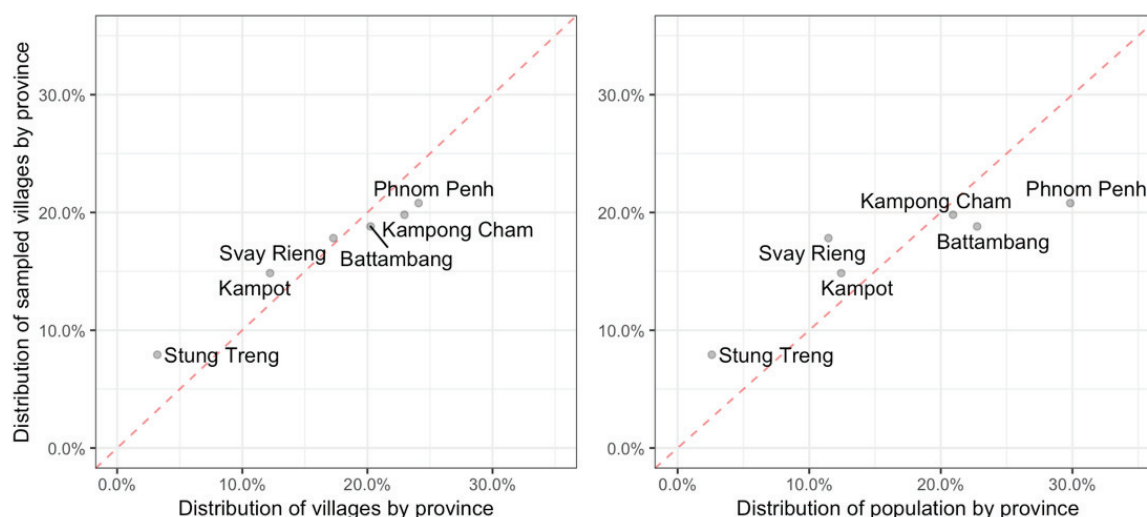 Distribution of sampled villages by province
30.0%
20.0%
10.0%
0.0%
Phnom Penh
Kampong Cham
Svay Rieng
Battambang
Kampot
Stung Treng
0.0% 10.0% 20.0% 30.0%
Distribution of villages by province
30.0%
20.0%
10.0%
0.0%
Kampong Cham
Phnom Penh
Svay Rieng
Battambang
Kampot
Stung Treng
0.0% 10.0% 20.0% 30.0%
Distribution of population by province